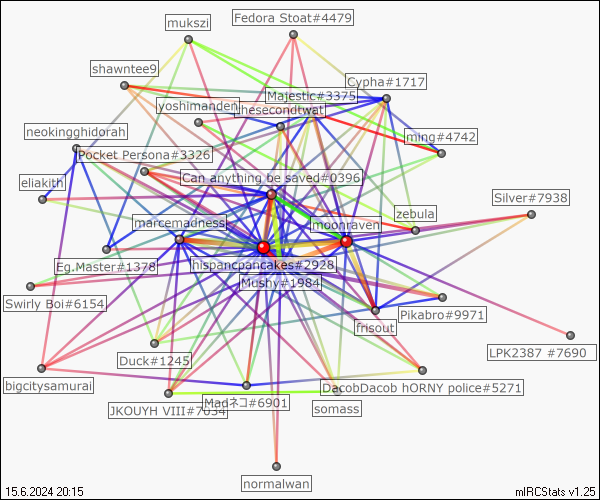 mukszi
Fedora Stoat#4479
shawntee9
Cypha#1717
Majestic#3375
yoshimanden
thesecondtwat
neokingghidorah
ming#4742
Pocket Persona#3326
eliakith
Can anything be saved#0396
Silver#7938
zebula
marcemadness
moonraven
Eg.Master#1378
hispancpancakes#2928
Mushy#1984
Swirly Boi#6154
Pikabro#9971
frisout
LPK2387 #7690
Duck#1245
bigcitysamurai
DacobDacob hORNY police#5271
JKOUYH VIII#7034
Madネコ#6901
somass
normalwan
15.6.2024 20:15
mIRCStats v1.25